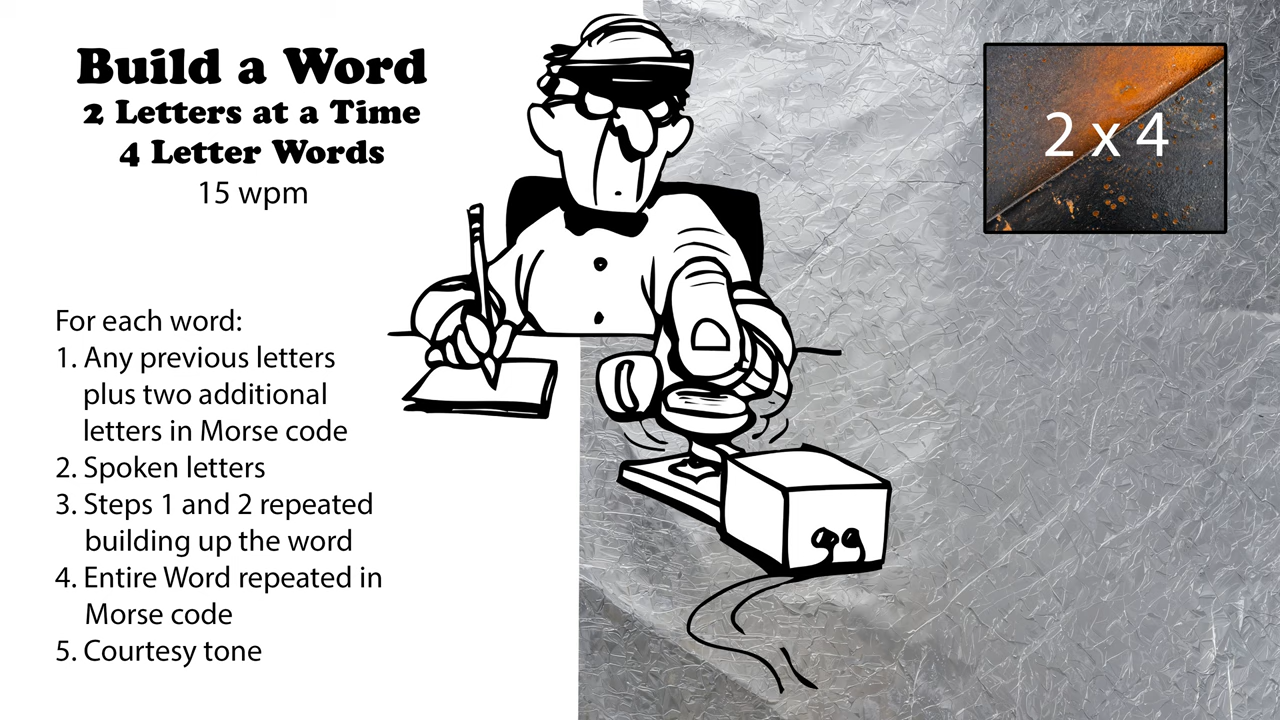 Build a Word
2 Letters at a Time
4 Letter Words
15 wpm
2 x 4
For each word:
1. Any previous letters
plus two additional
letters in Morse code
2. Spoken letters
3. Steps 1 and 2 repeated
building up the word
4. Entire Word repeated in
Morse code
5. Courtesy tone